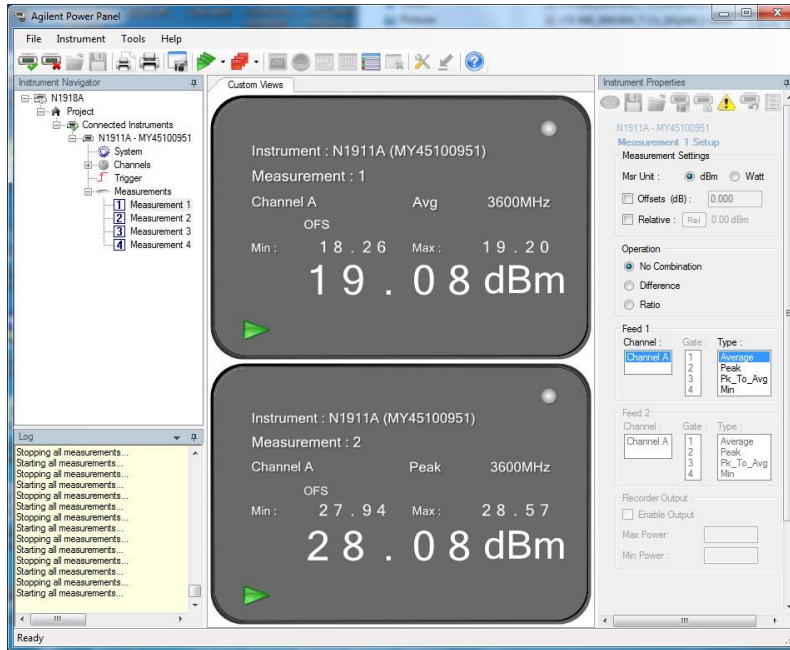 Agilent Power Panel
File Instrument Tools Help
Instrument Navigator
N1918A
Project
Connected Instruments
N1911A - MY45100951
System
Channels
Trigger
Measurements
1 Measurement 1
2 Measurement 2
3 Measurement 3
4 Measurement 4
Log
Stopping all measurements...
Starting all measurements...
Stopping all measurements...
Starting all measurements...
Starting all measurements...
Stopping all measurements...
Stopping all measurements...
Starting all measurements...
Stopping all measurements...
Starting all measurements...
Stopping all measurements...
Starting all measurements...
Stopping all measurements...
Starting all measurements...
Ready
Custom Views
Instrument : N1911A (MY45100951)
Measurement : 1
Channel A Avg 3600MHz
OFS
Min : 18.26 Max : 19.20
19.08 dBm
Instrument : N1911A (MY45100951)
Measurement : 2
Channel A Peak 3600MHz
OFS
Min : 27.94 Max : 28.57
28.08 dBm
Instrument Properties
N1911A - MY45100951
Measurement 1 Setup
Measurement Settings
Msr Unit : dBm Watt
Offsets (dB) : 0.000
Relative : Rel 0.00 dBm
Operation
No Combination
Difference
Ratio
Feed 1
Channel : Gate : Type :
Channel A 1 Average
2 Peak
3 Pk_To_Avg
4 Min
Feed 2
Channel : Gate : Type :
Channel A 1 Average
2 Peak
3 Pk_To_Avg
4 Min
Recorder Output
Enable Output
Max Power:
Min Power :